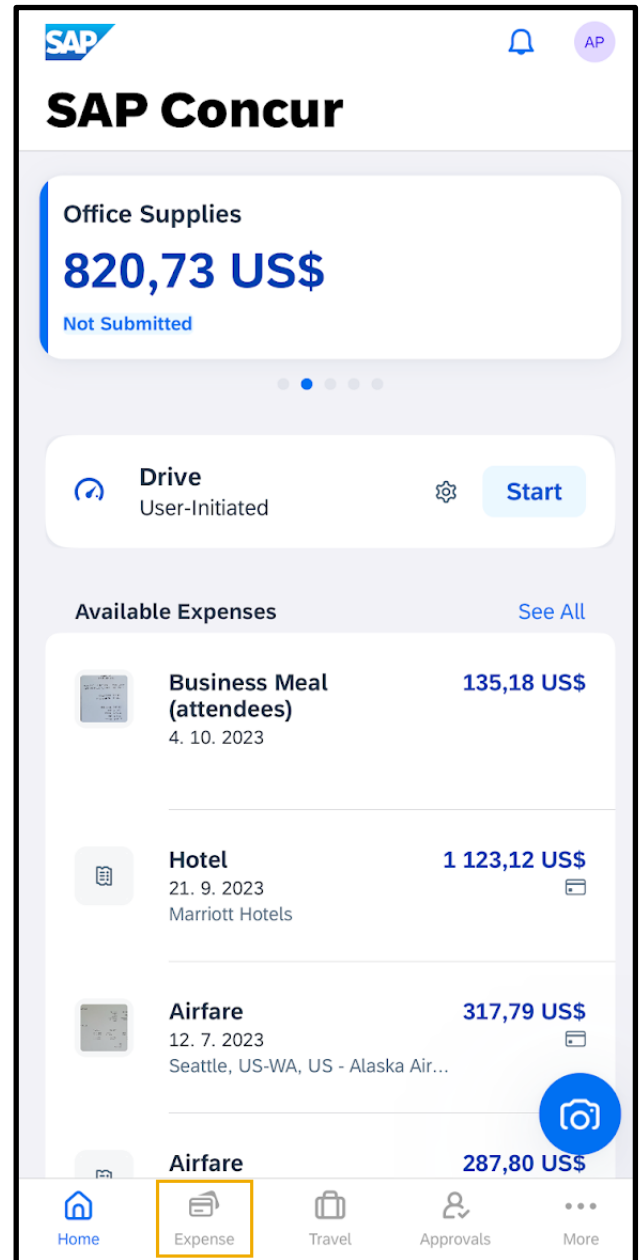 SAP
AP
SAP Concur
Office Supplies
820,73 US$
Not Submitted
Drive
User-Initiated
Start
Available Expenses
See All
Business Meal
(attendees)
135,18 US$
4. 10. 2023
Hotel
1 123,12 US$
21. 9. 2023
Marriott Hotels
Airfare
317,79 US$
12. 7. 2023
Seattle, US-WA, US - Alaska Air...
Airfare
287,80 US$
Home
Expense
Travel
Approvals
More